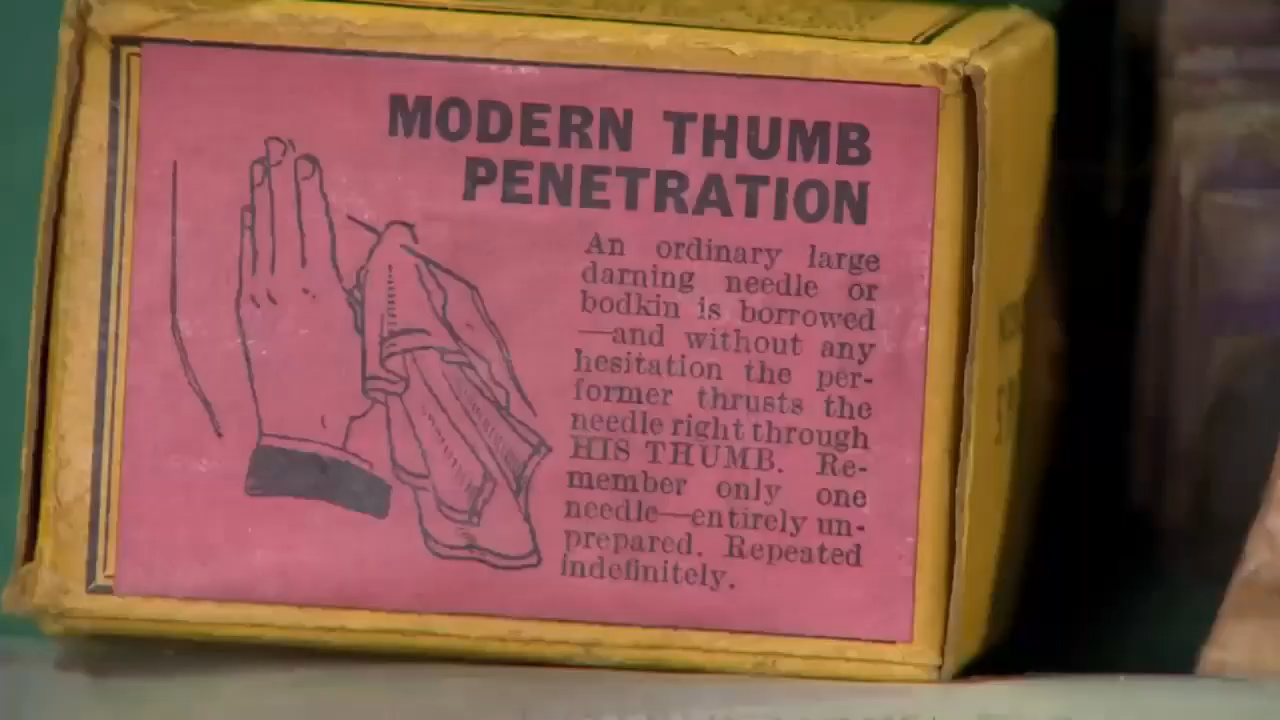 MODERN THUMB
PENETRATION
An ordinary large
darning needle or
bodkin is borrowed
—and without any
hesitation the per-
former thrusts the
needle right through
HIS THUMB. Re-
member only one
needle—entirely un-
prepared. Repeated
indefinitely.